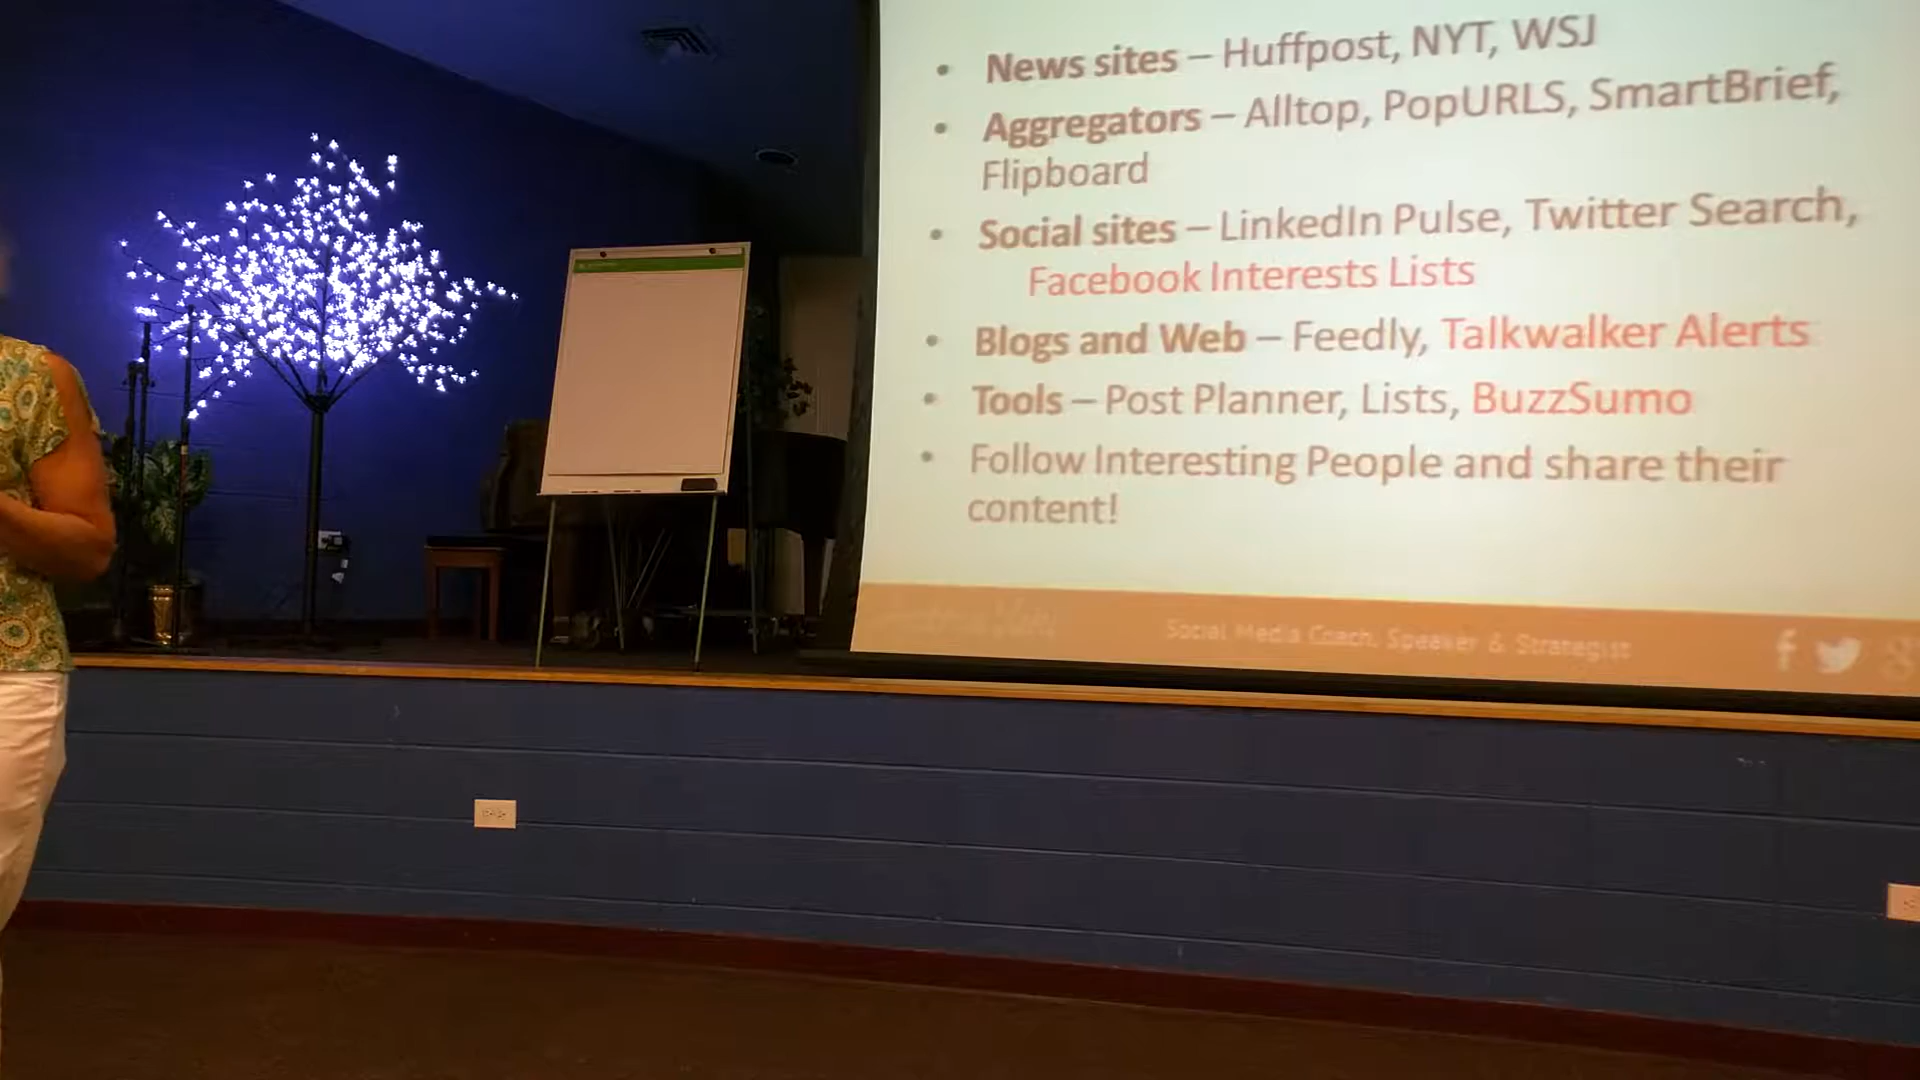 • News sites – Huffpost, NYT, WSJ
• Aggregators – Alltop, PopURLS, SmartBrief,
Flipboard
• Social sites – LinkedIn Pulse, Twitter Search,
Facebook Interests Lists
• Blogs and Web – Feedly, Talkwalker Alerts
• Tools – Post Planner, Lists, BuzzSumo
• Follow Interesting People and share their
content!
Social Media Coach, Speaker & Strategist